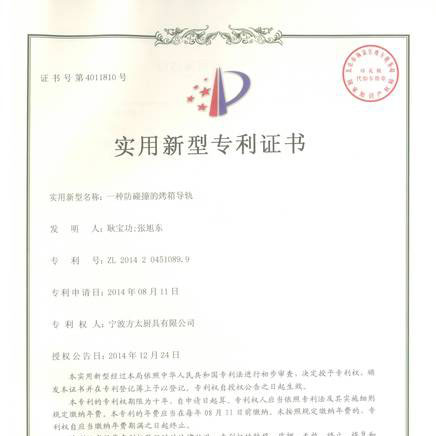 证书号第4011810号
实用新型专利证书
实用新型名称：一种防碰撞的烤箱导轨
发 明 人：耿宝功;张旭东
专 利 号：ZL 2014 2 0451089.9
专利申请日：2014年08月11日
专 利 权 人：宁波方太厨具有限公司
授权公告日：2014年12月24日
本实用新型经过本局依照中华人民共和国专利法进行初步审查，决定授予专利权，颁
发本证书并在专利登记簿上予以登记。专利权自授权公告之日起生效。
本专利的专利权期限为十年，自申请日起算。专利权人应当依照专利法及其实施细则
规定缴纳年费。本专利的年费应当在每年08月11日前缴纳。未按照规定缴纳年费的，专
利权自应当缴纳年费期满之日起终止。